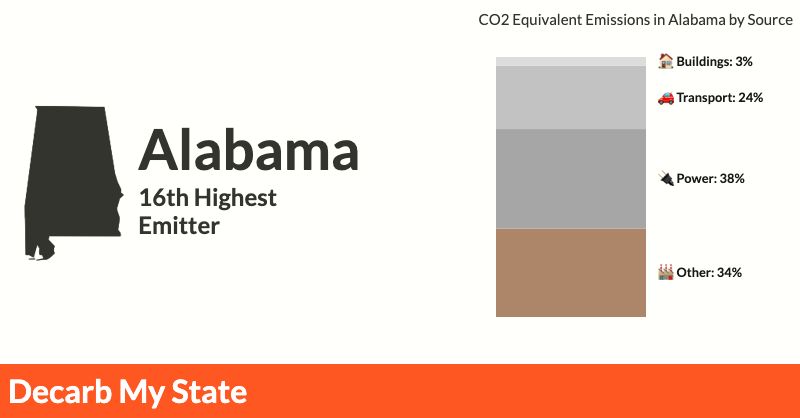 CO2 Equivalent Emissions in Alabama by Source
Buildings: 3%
Transport: 24%
Alabama
16th Highest
Emitter
Power: 38%
Other: 34%
Decarb My State